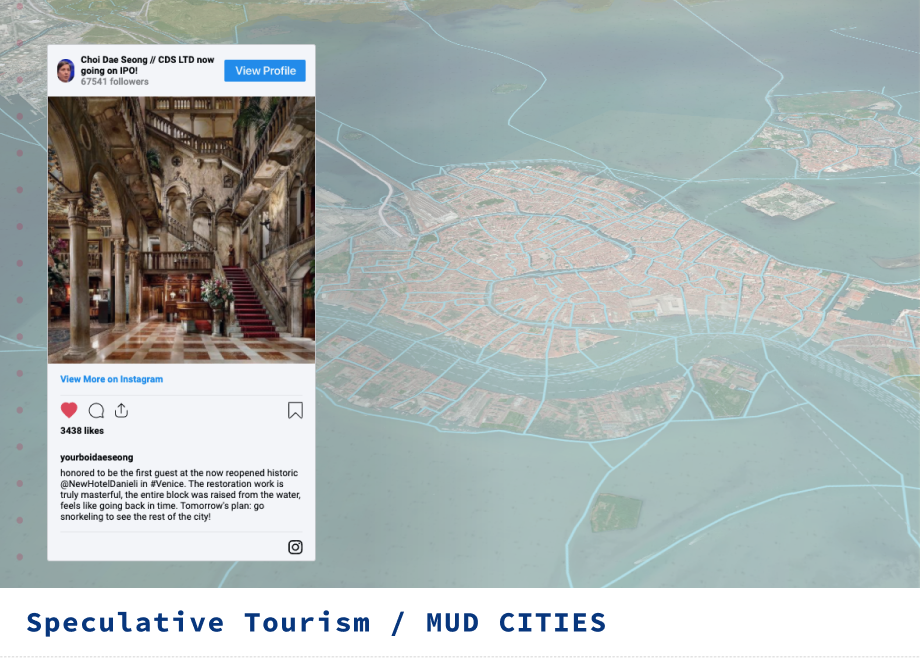 Choi Dae Seong // CDS LTD now
going on IPO!
67541 followers
View Profile
View More on Instagram
3438 likes
yourboidaeseong
honored to be the first guest at the now reopened historic
@NewHotelDanieli in #Venice. The restoration work is
truly masterful, the entire block was raised from the water,
feels like going back in time. Tomorrow's plan: go
snorkeling to see the rest of the city!
Speculative Tourism / MUD CITIES